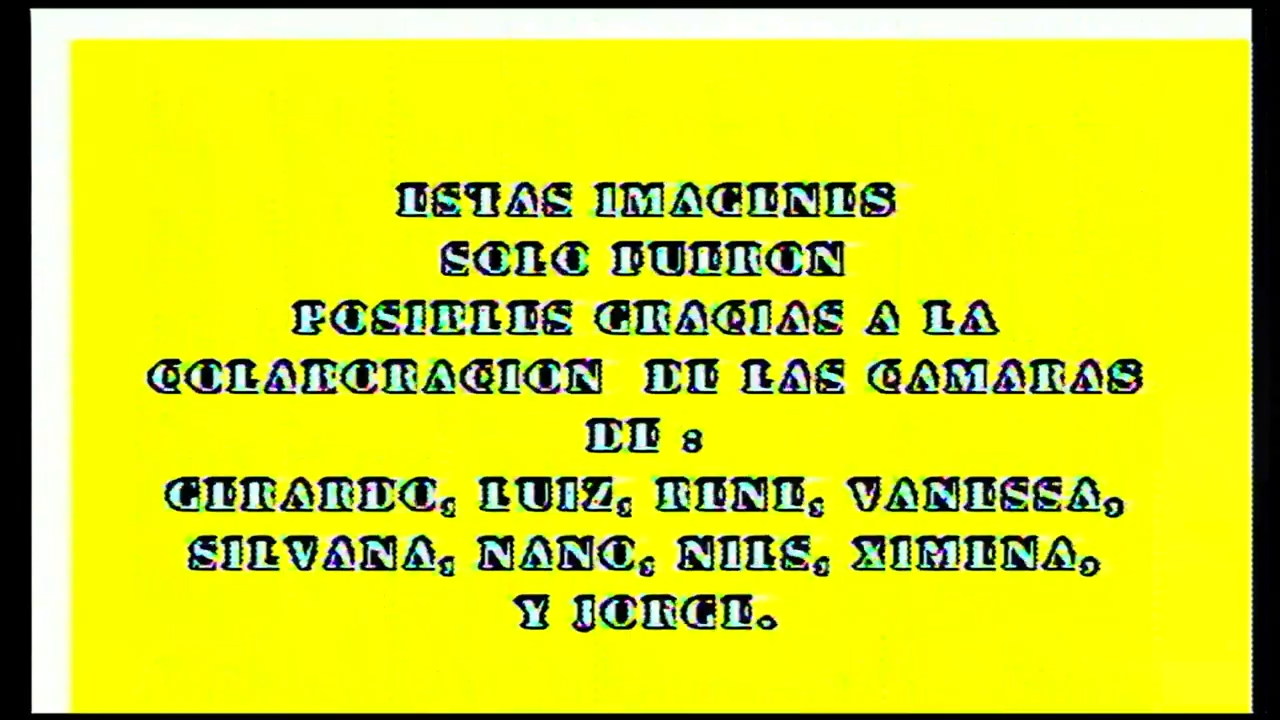 ESTAS IMAGENES
SOLO FUERON
POSIBLES GRACIAS A LA
COLABORACION DE LAS CAMARAS
DE :
GERARDO, LUIZ, RENE, VANESSA,
SILVANA, NANO, NILS, XIMENA,
Y JORGE.